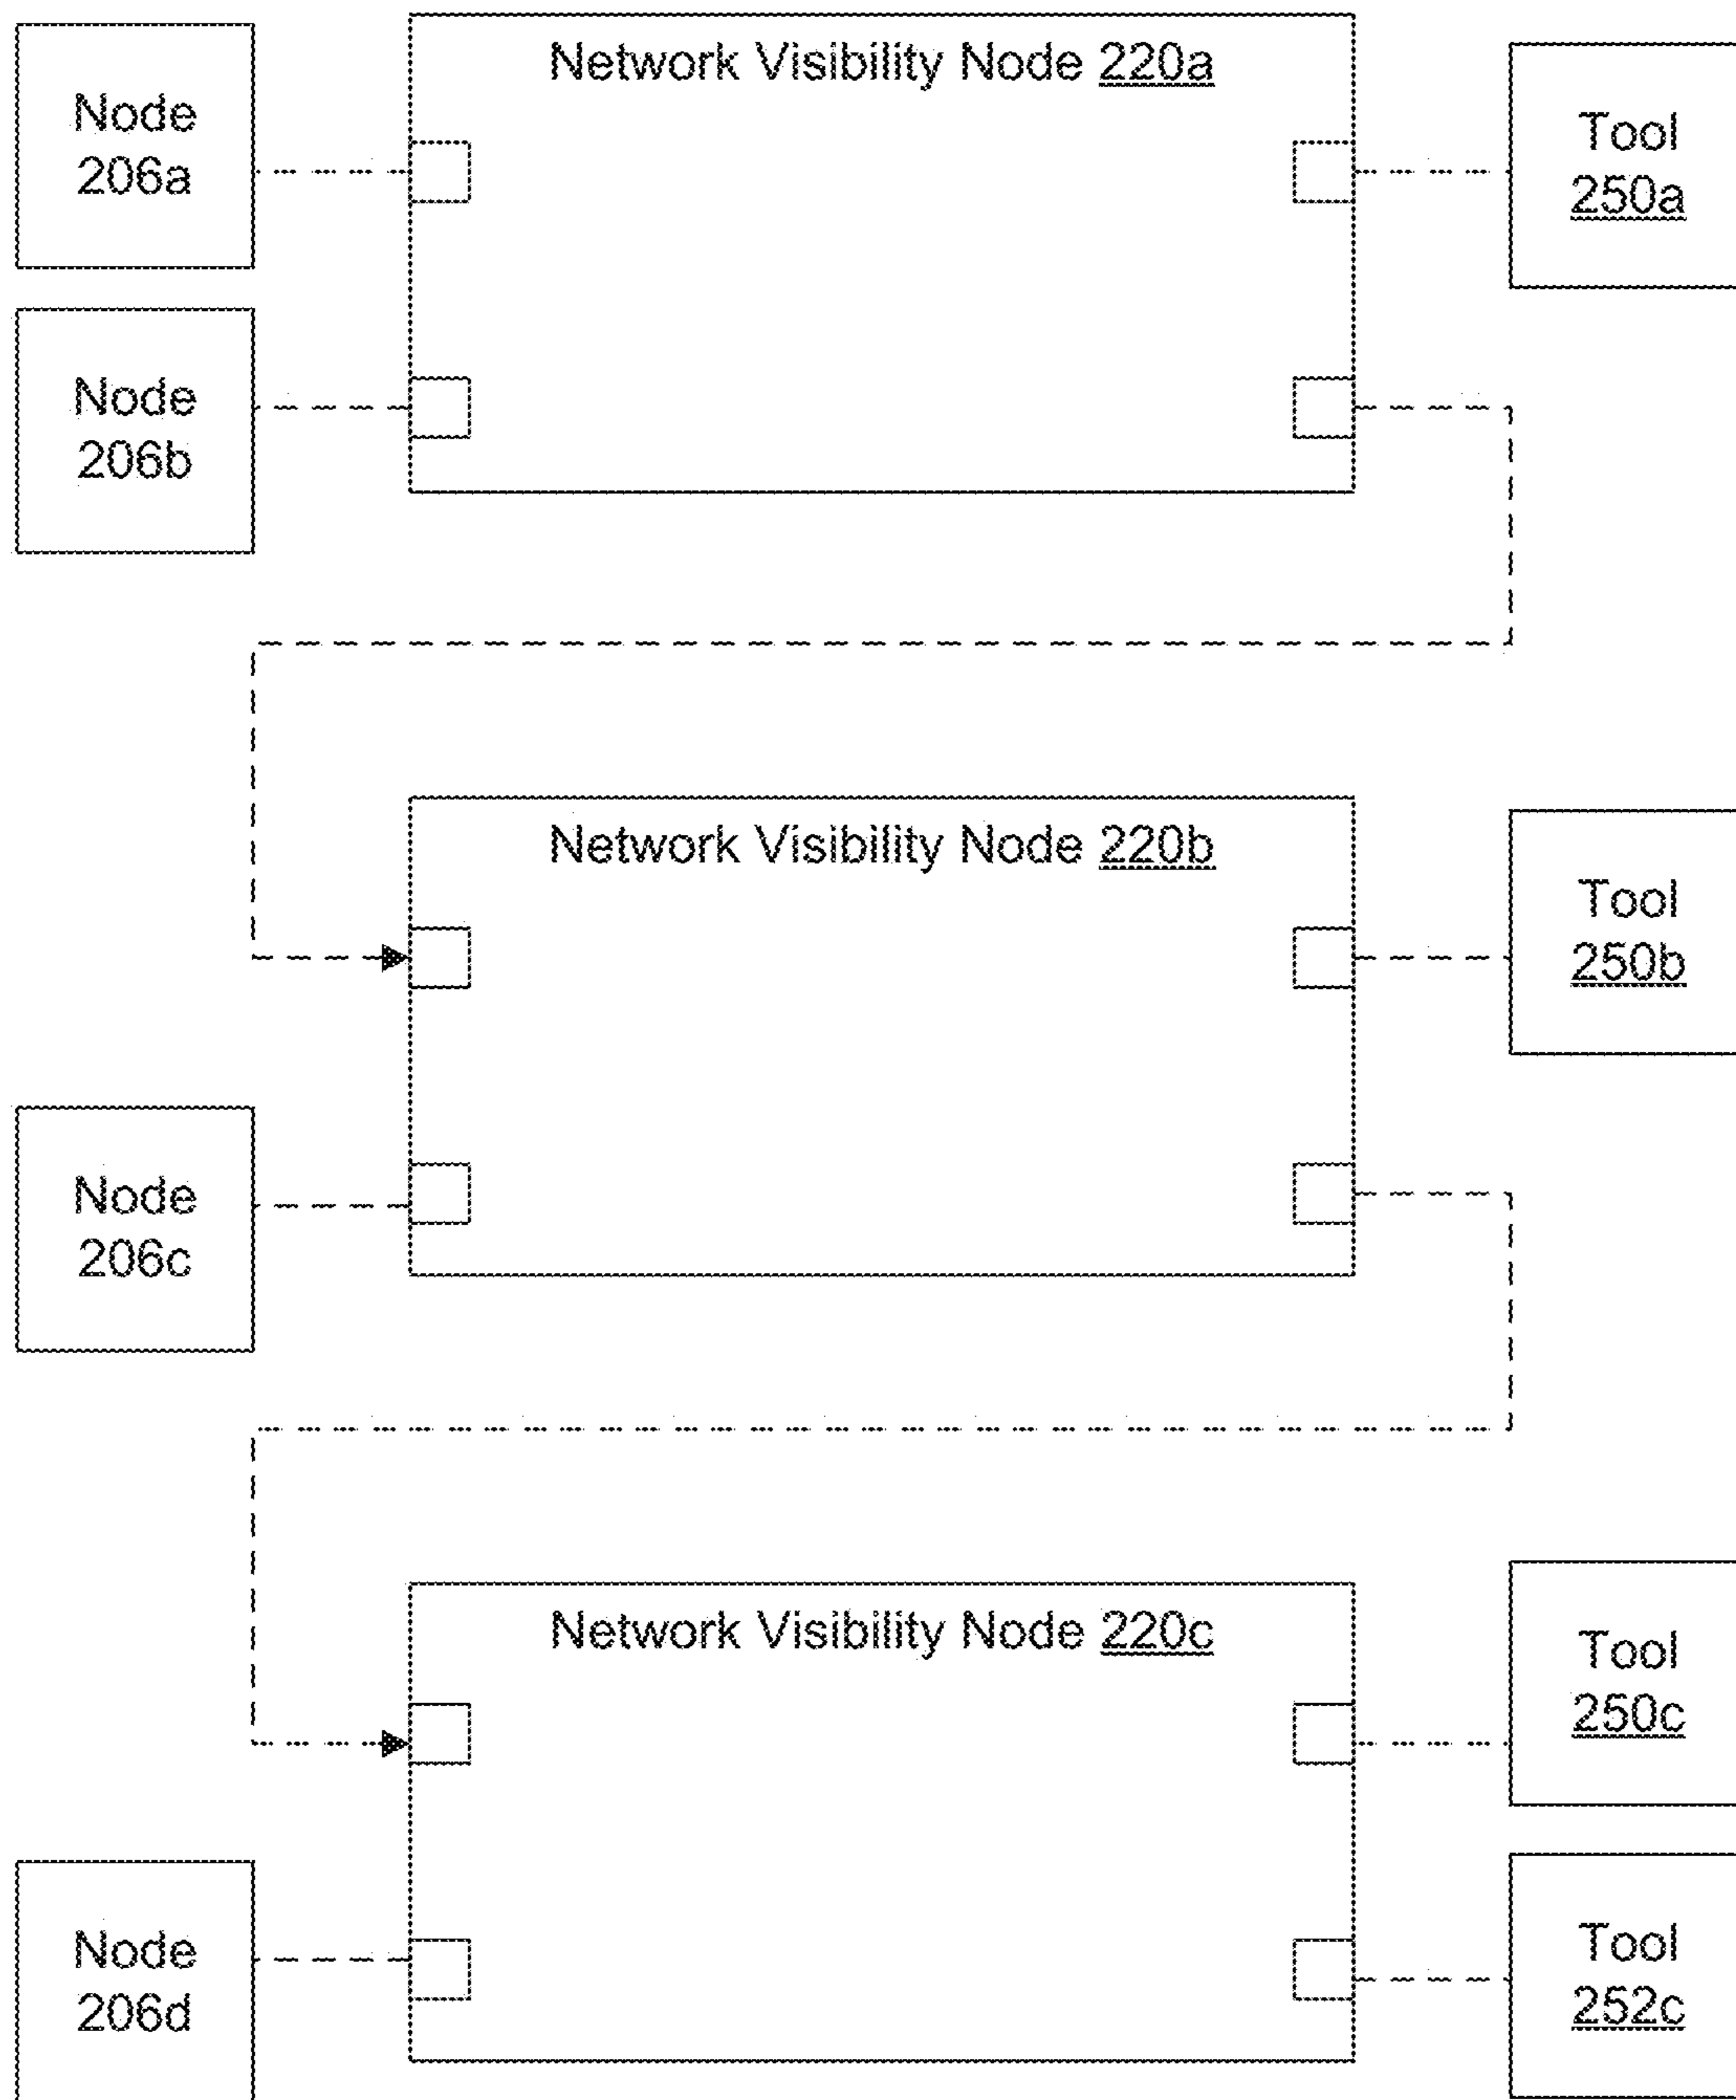 Node
206a
Network Visibility Node 220a
Tool
250a
Node
206b
Network Visibility Node 220b
Tool
250b
Node
206c
Network Visibility Node 220c
Tool
250c
Node
206d
Tool
252c